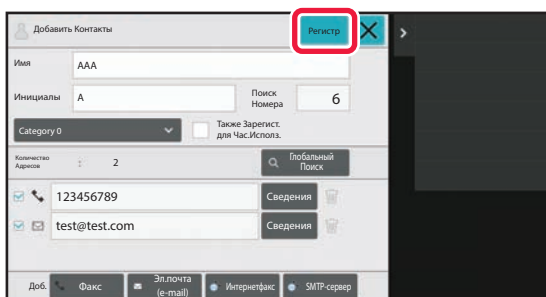 Добавить Контакты
Регистр
Имя
AAA
Инициалы
A
Поиск
Номера
6
Category 0
Также Зарегист.
для Час.Исполз.
Количество
Адресов
:
2
Глобальный
Поиск
123456789
Сведения
test@test.com
Сведения
Доб.
Факс
Эл.почта
(e-mail)
Интернетфакс
SMTP-сервер